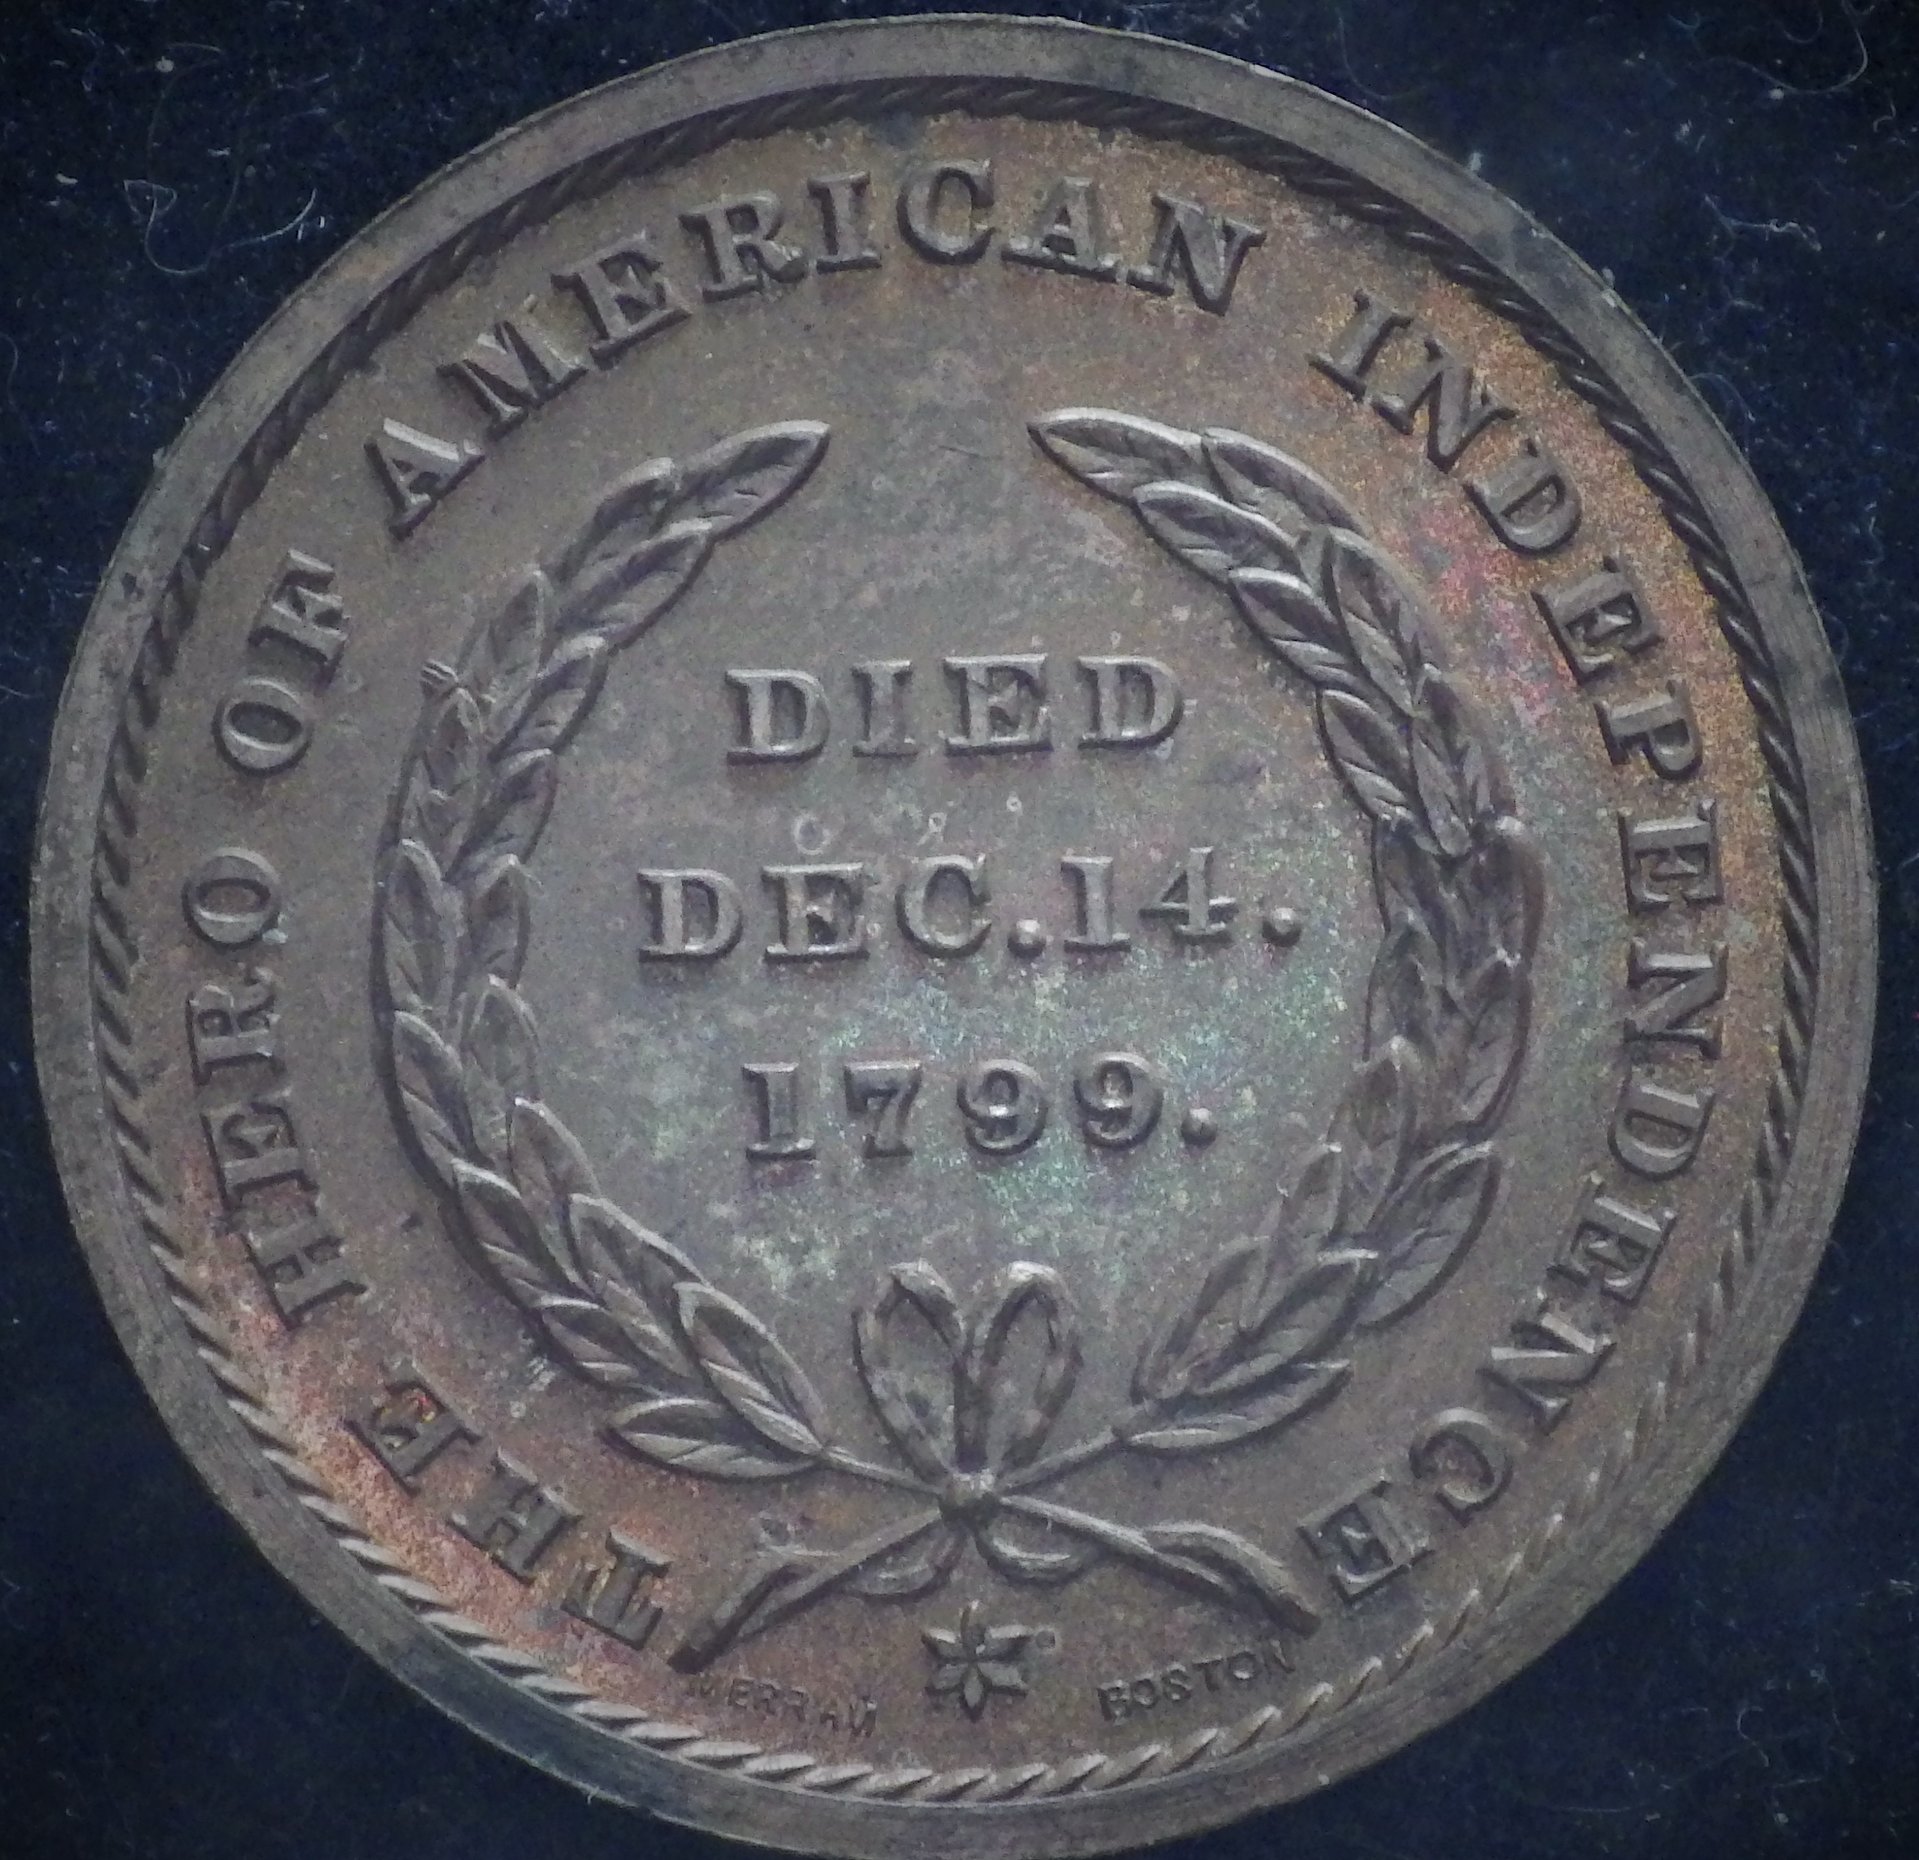 THE HERO OF AMERICAN INDEPENDENCE
DIED
DEC.14.
1799.
MERRIAM BOSTON